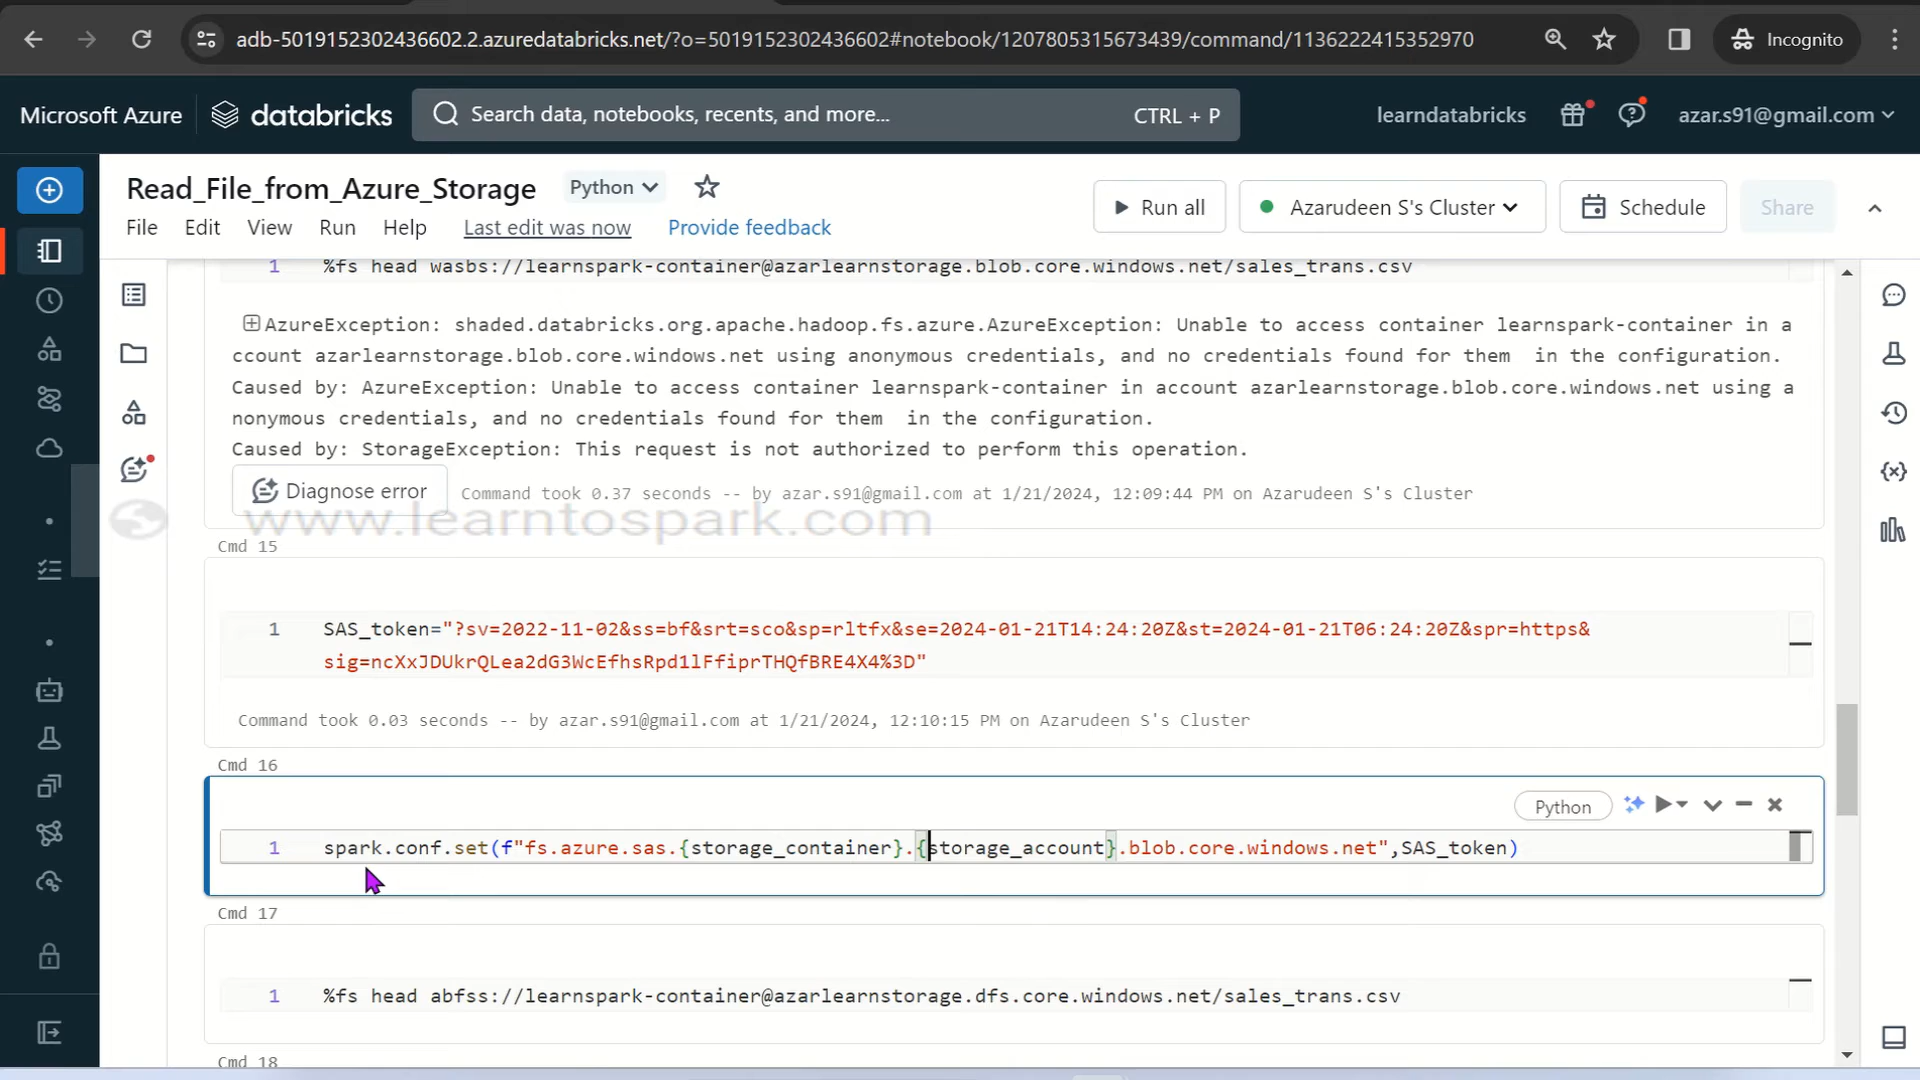 adb-5019152302436602.2.azuredatabricks.net/?o=5019152302436602#notebook/1207805315673439/command/1136222415352970
Incognito
Microsoft Azure
databricks
Search data, notebooks, recents, and more...
CTRL + P
learndatabricks
azar.s91@gmail.com
Read_File_from_Azure_Storage
Python
Run all
Azarudeen S's Cluster
Schedule
Share
File Edit View Run Help Last edit was now Provide feedback
1 %fs head wasbs://learnspark-container@azarlearnstorage.blob.core.windows.net/sales_trans.csv
AzureException: shaded.databricks.org.apache.hadoop.fs.azure.AzureException: Unable to access container learnspark-container in a
ccount azarlearnstorage.blob.core.windows.net using anonymous credentials, and no credentials found for them  in the configuration.
Caused by: AzureException: Unable to access container learnspark-container in account azarlearnstorage.blob.core.windows.net using a
nonymous credentials, and no credentials found for them  in the configuration.
Caused by: StorageException: This request is not authorized to perform this operation.
Diagnose error
Command took 0.37 seconds -- by azar.s91@gmail.com at 1/21/2024, 12:09:44 PM on Azarudeen S's Cluster
www.learntospark.com
Cmd 15
1 SAS_token="?sv=2022-11-02&ss=bf&srt=sco&sp=rltfx&se=2024-01-21T14:24:20Z&st=2024-01-21T06:24:20Z&spr=https&
sig=ncXxJDUkrQLea2dG3WcEfhsRpd1lFfiprTHQfBRE4X4%3D"
Command took 0.03 seconds -- by azar.s91@gmail.com at 1/21/2024, 12:10:15 PM on Azarudeen S's Cluster
Cmd 16
Python
1 spark.conf.set(f"fs.azure.sas.{storage_container}.{storage_account}.blob.core.windows.net",SAS_token)
Cmd 17
1 %fs head abfss://learnspark-container@azarlearnstorage.dfs.core.windows.net/sales_trans.csv
Cmd 18